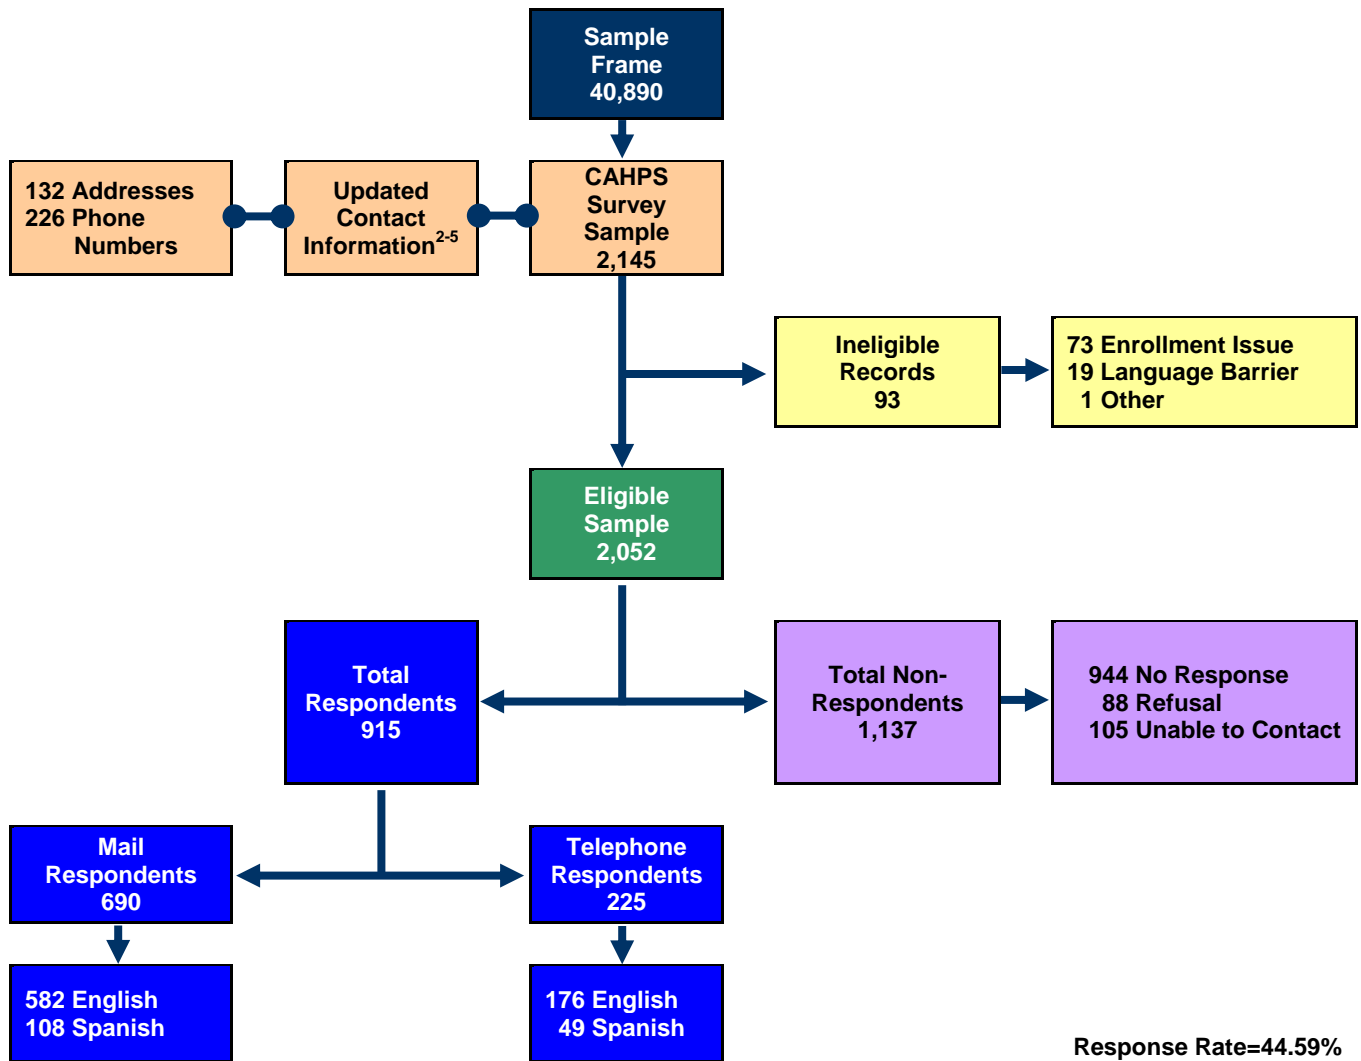 Sample
Frame
40,890
132 Addresses
226 Phone
Numbers
Updated
Contact
Information2-5
CAHPS
Survey
Sample
2,145
Ineligible
Records
93
73 Enrollment Issue
19 Language Barrier
1 Other
Eligible
Sample
2,052
Total
Respondents
915
Total Non-
Respondents
1,137
944 No Response
88 Refusal
105 Unable to Contact
Mail
Respondents
690
Telephone
Respondents
225
582 English
108 Spanish
176 English
49 Spanish
Response Rate=44.59%